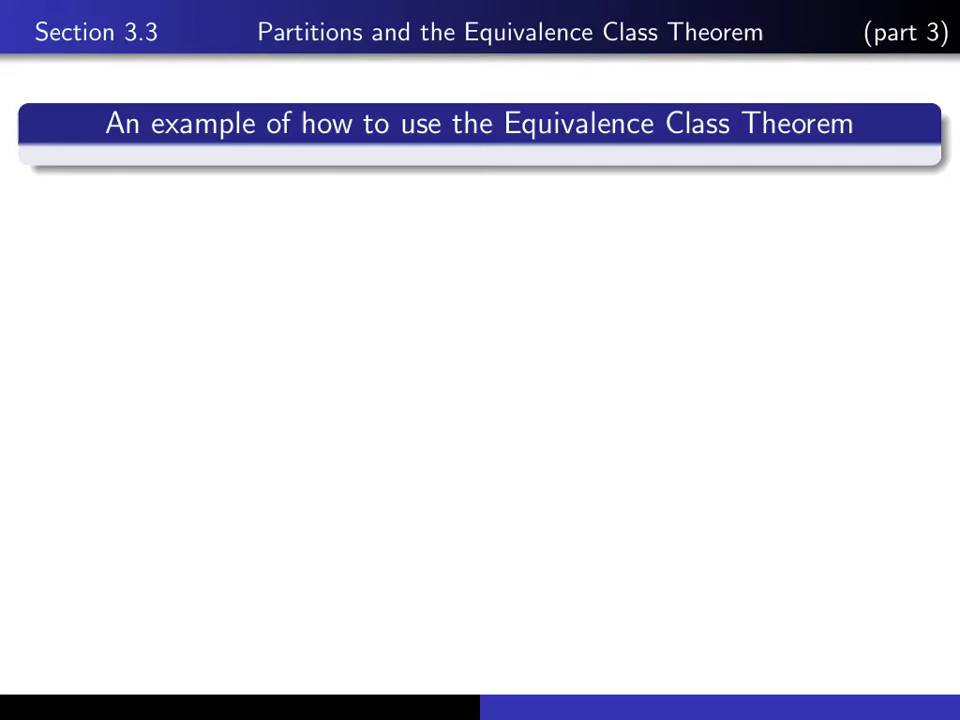 Section 3.3 Partitions and the Equivalence Class Theorem (part 3)
An example of how to use the Equivalence Class Theorem